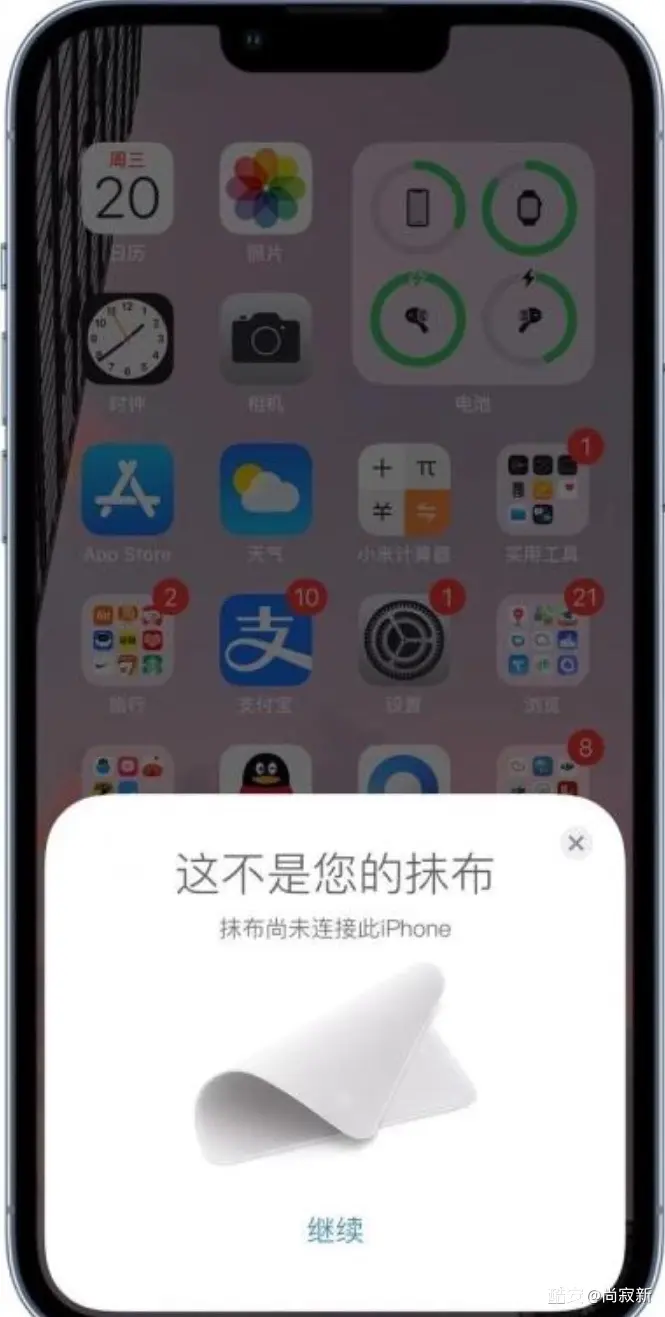 周三
20
日历
照片
电池
时钟
相机
App Store
天气
小米计算器
实用工具
1
2
10
1
21
旅行
支付宝
设置
浏览
8
这不是您的抹布
抹布尚未连接此iPhone
继续
酷安 @尚寂新